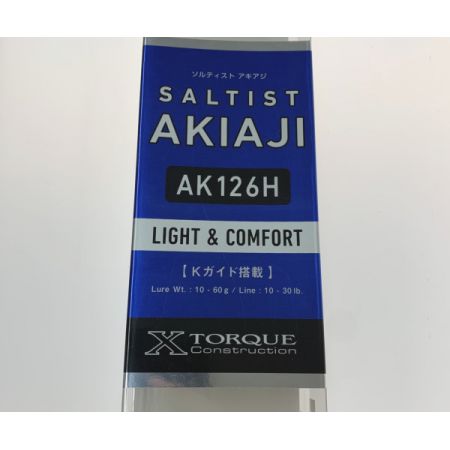 ソルティスト アキアジ
SALTIST
AKIAJI
AK126H
LIGHT & COMFORT
【 Kガイド搭載 】
Lure Wt. : 10 - 60g / Line : 10 - 30 lb.
X TORQUE
Construction